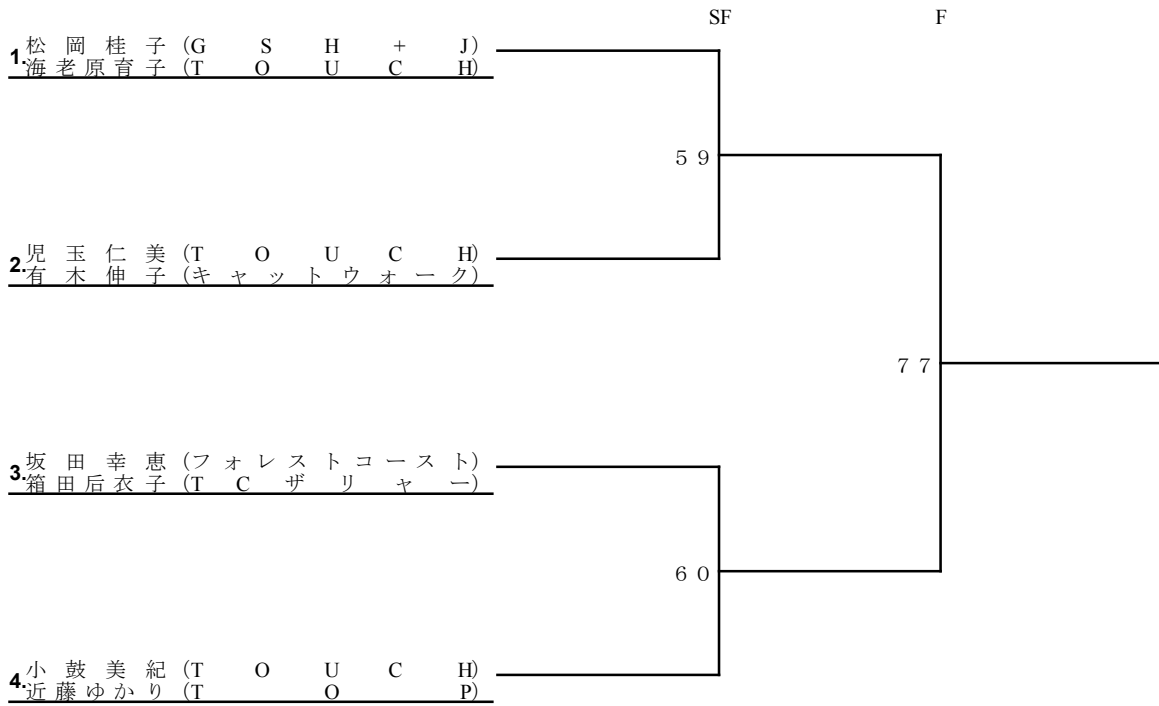 SF F
1. 松岡桂子 (GSH+J)
海老原育子 (TOUCH)
59
2. 児玉仁美 (TOUCH)
有木伸子 (キャットウォーク)
77
3. 坂田幸恵 (フォレストコースト)
箱田后衣子 (TCザリャー)
60
4. 小鼓美紀 (TOUCH)
近藤ゆかり (TOP)